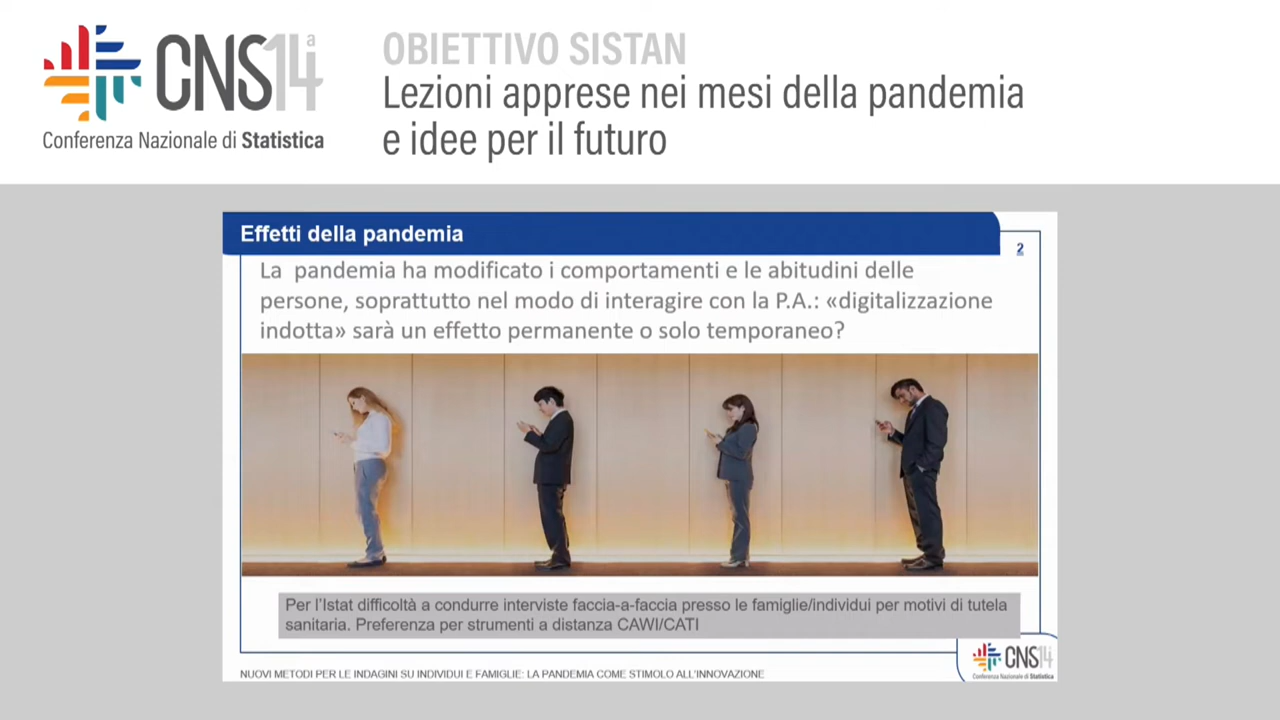 CNS14ª
Conferenza Nazionale di Statistica
OBIETTIVO SISTAN
Lezioni apprese nei mesi della pandemia
e idee per il futuro
Effetti della pandemia
2
La pandemia ha modificato i comportamenti e le abitudini delle
persone, soprattutto nel modo di interagire con la P.A.: «digitalizzazione
indotta» sarà un effetto permanente o solo temporaneo?
Per l'Istat difficoltà a condurre interviste faccia-a-faccia presso le famiglie/individui per motivi di tutela
sanitaria. Preferenza per strumenti a distanza CAWI/CATI
NUOVI METODI PER LE INDAGINI SU INDIVIDUI E FAMIGLIE: LA PANDEMIA COME STIMOLO ALL'INNOVAZIONE
CNS14ª
Conferenza Nazionale di Statistica